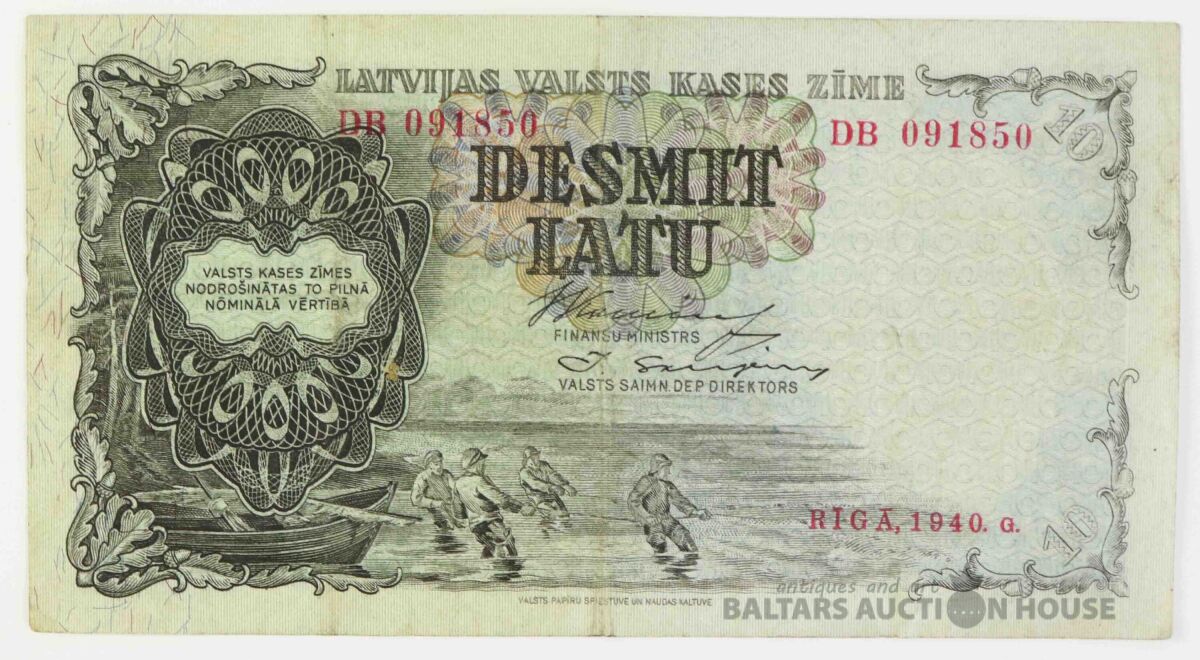 LATVIJAS VALSTS KASES ZĪME
DB 091850
DB 091850
10
DESMIT
LATU
VALSTS KASES ZĪMES
NODROŠINĀTAS TO PILNĀ
NŌMINĀLĀ VĒRTĪBĀ
FINANŠU MINISTRS
VALSTS SAIMN. DEP DIREKTORS
RĪGĀ, 1940. G.
10
VALSTS PAPĪRU SPIESTUVE UN NAUDAS KALTUVE
antiques and art
BALTARS AUCTION HOUSE